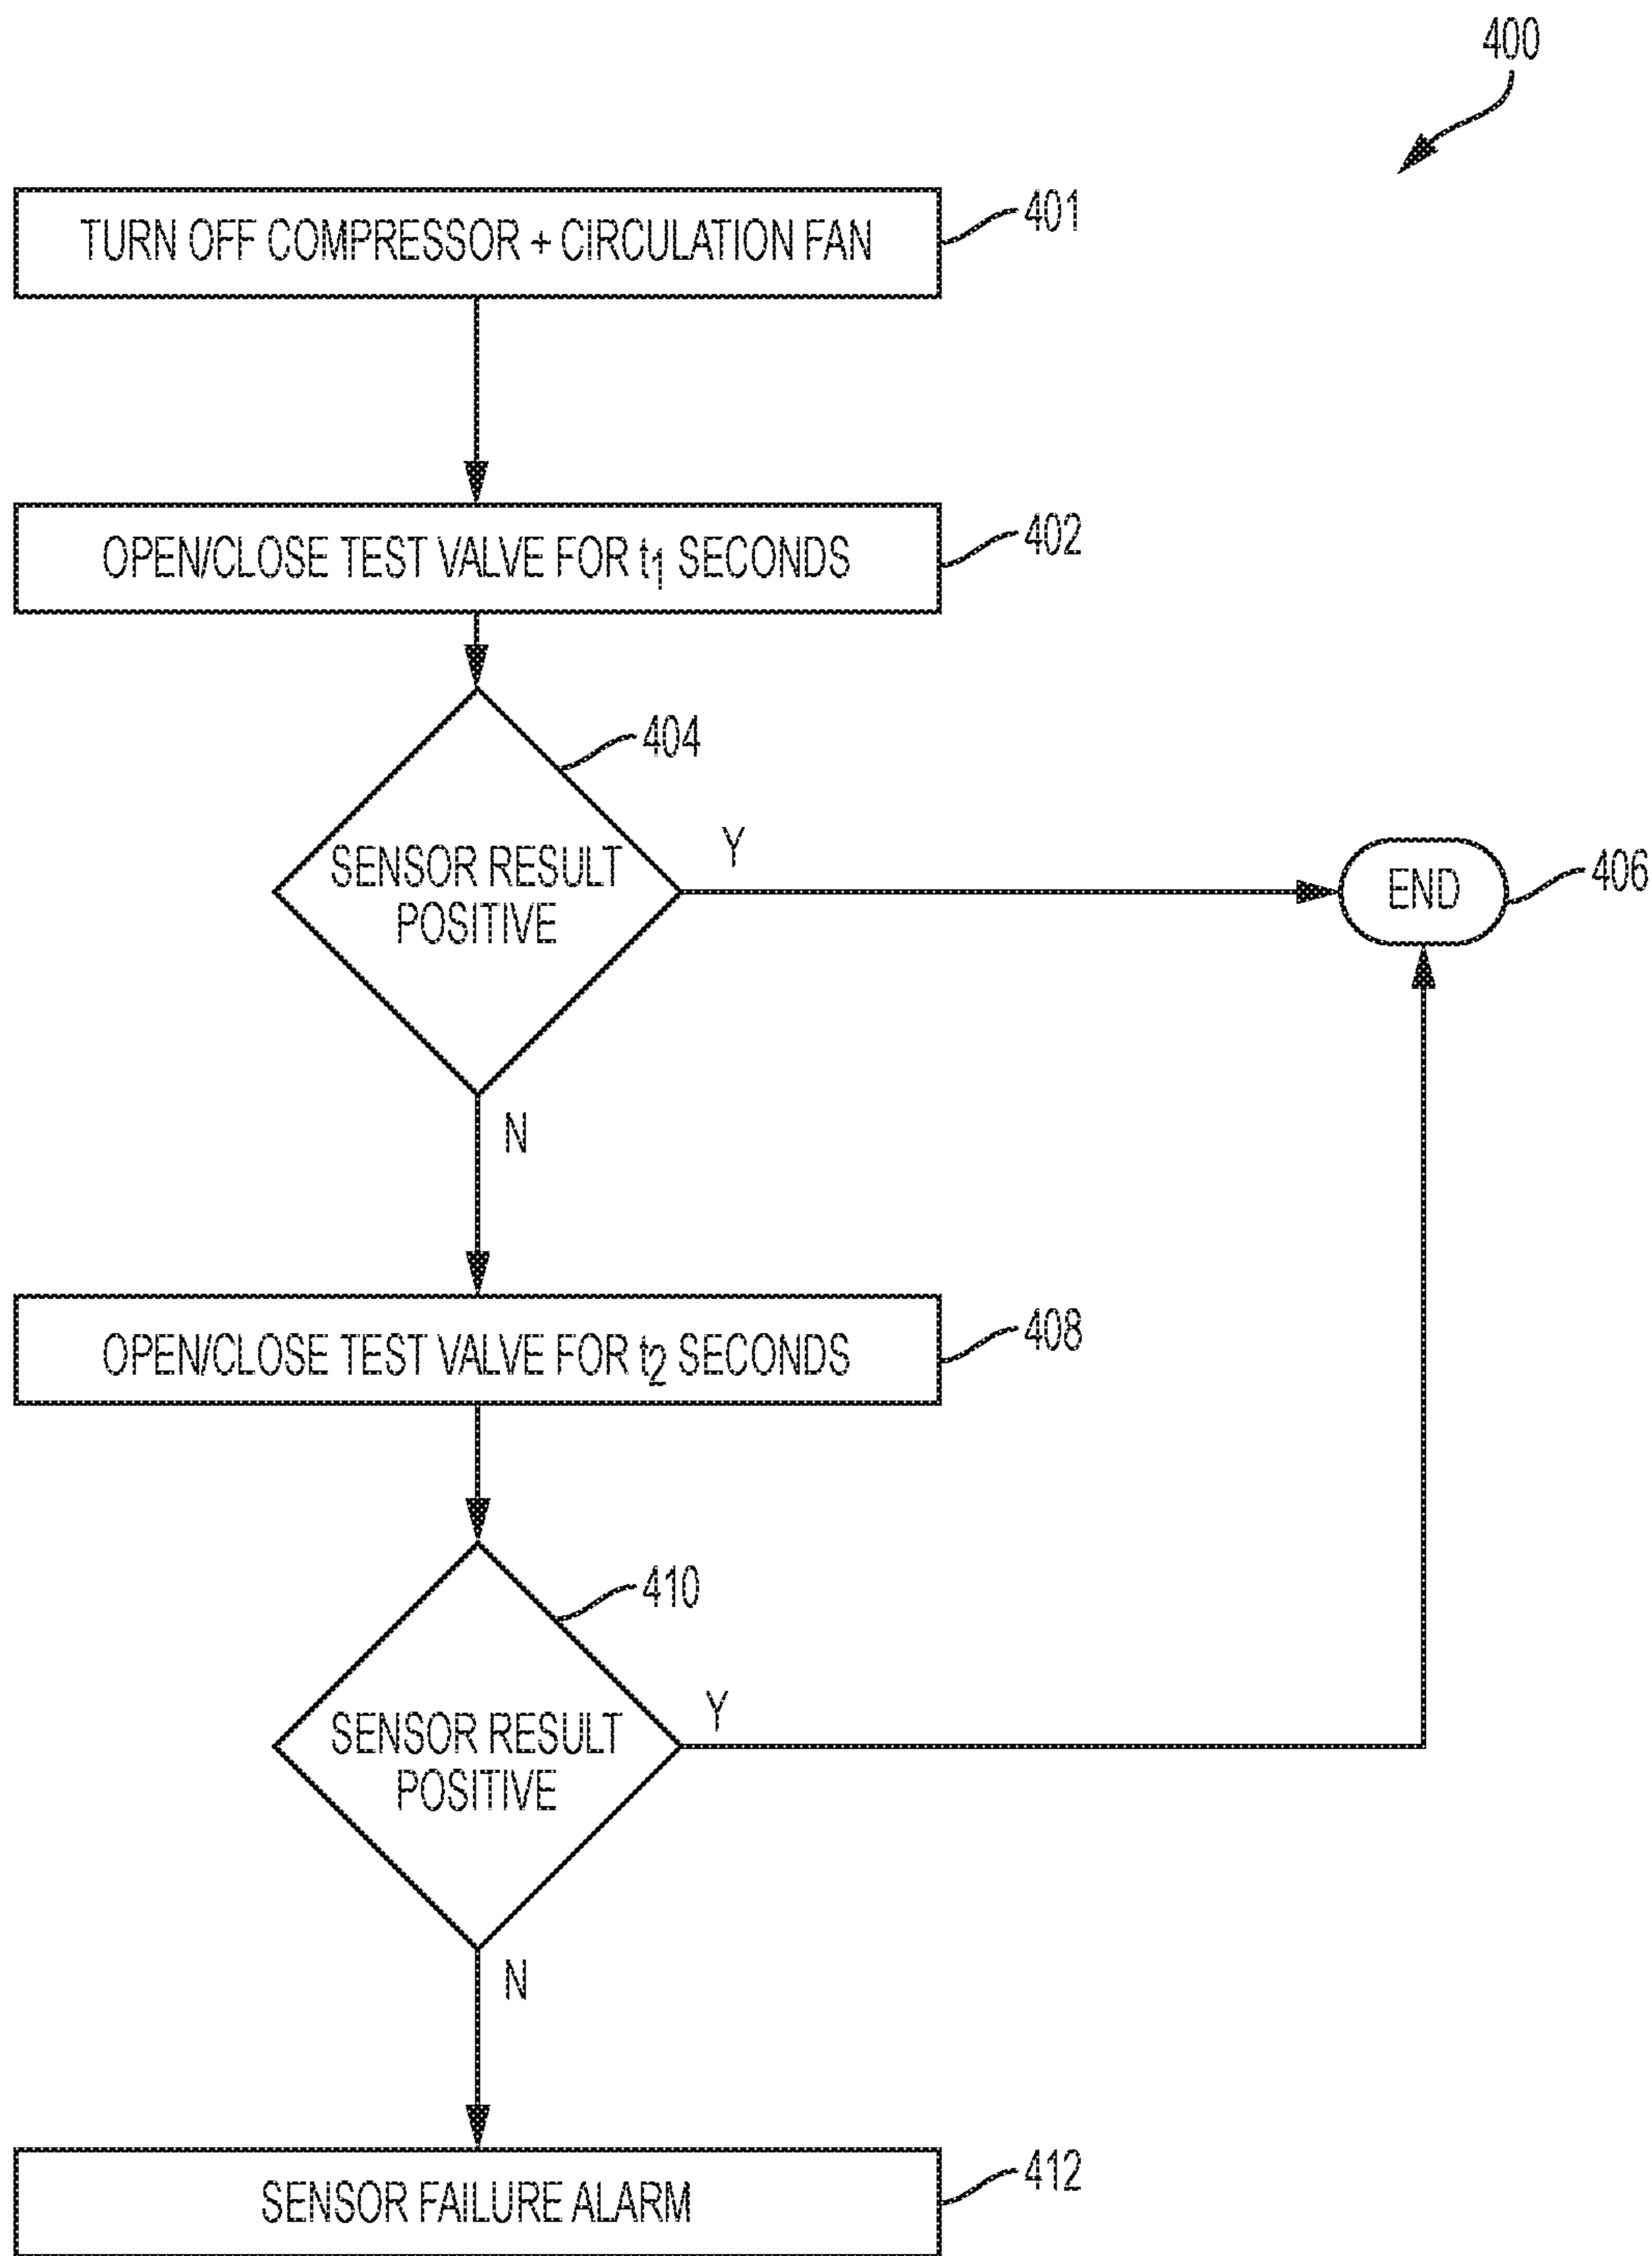 400
TURN OFF COMPRESSOR + CIRCULATION FAN
401
OPEN/CLOSE TEST VALVE FOR t₁ SECONDS
402
404
SENSOR RESULT
POSITIVE
Y
END
406
N
OPEN/CLOSE TEST VALVE FOR t₂ SECONDS
408
410
SENSOR RESULT
POSITIVE
Y
N
SENSOR FAILURE ALARM
412